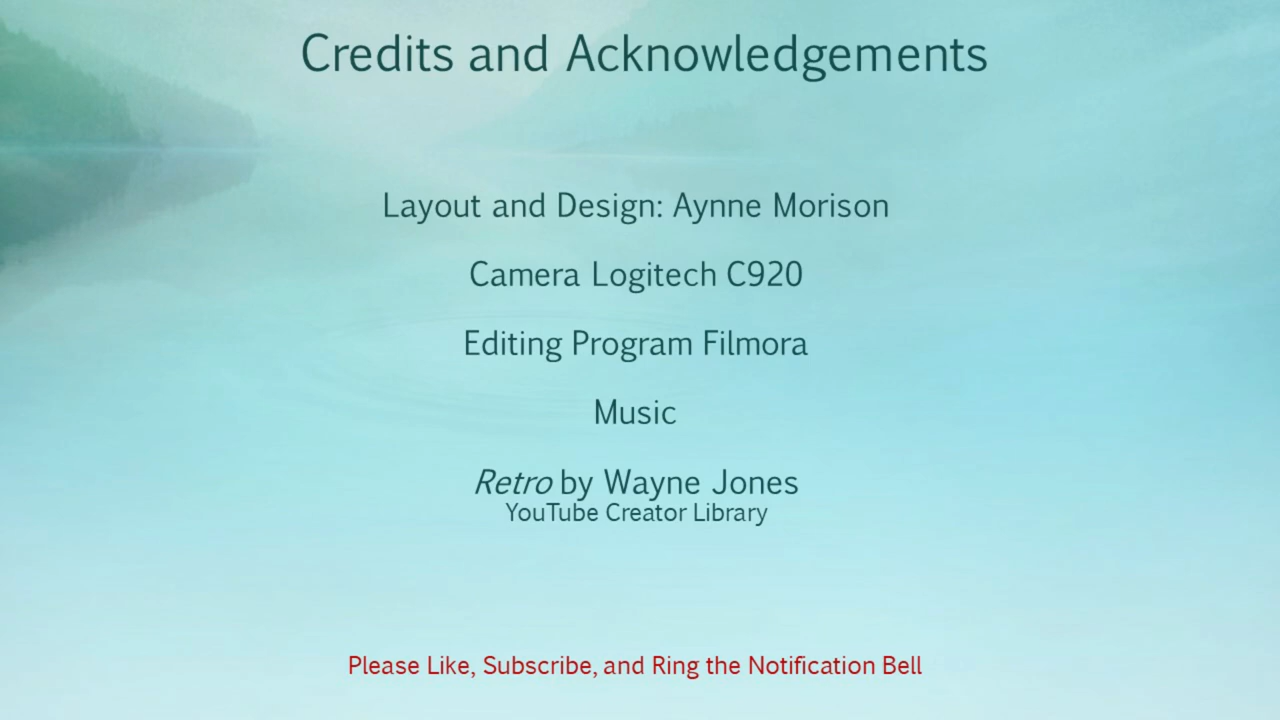 Credits and Acknowledgements
Layout and Design: Aynne Morison
Camera Logitech C920
Editing Program Filmora
Music
Retro by Wayne Jones
YouTube Creator Library
Please Like, Subscribe, and Ring the Notification Bell